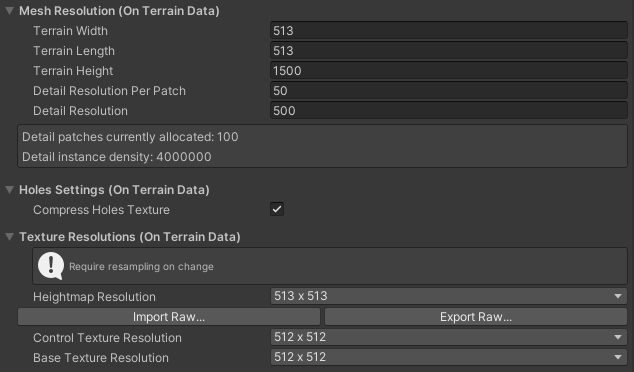 Mesh Resolution (On Terrain Data)
Terrain Width 513
Terrain Length 513
Terrain Height 1500
Detail Resolution Per Patch 50
Detail Resolution 500
Detail patches currently allocated: 100
Detail instance density: 4000000
Holes Settings (On Terrain Data)
Compress Holes Texture
Texture Resolutions (On Terrain Data)
Require resampling on change
Heightmap Resolution 513 x 513
Import Raw... Export Raw...
Control Texture Resolution 512 x 512
Base Texture Resolution 512 x 512